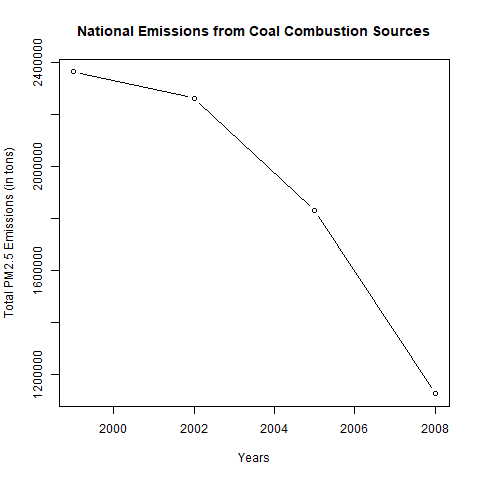 National Emissions from Coal Combustion Sources
Total PM2.5 Emissions (in tons)
2400000
2000000
1600000
1200000
2000 2002 2004 2006 2008
Years